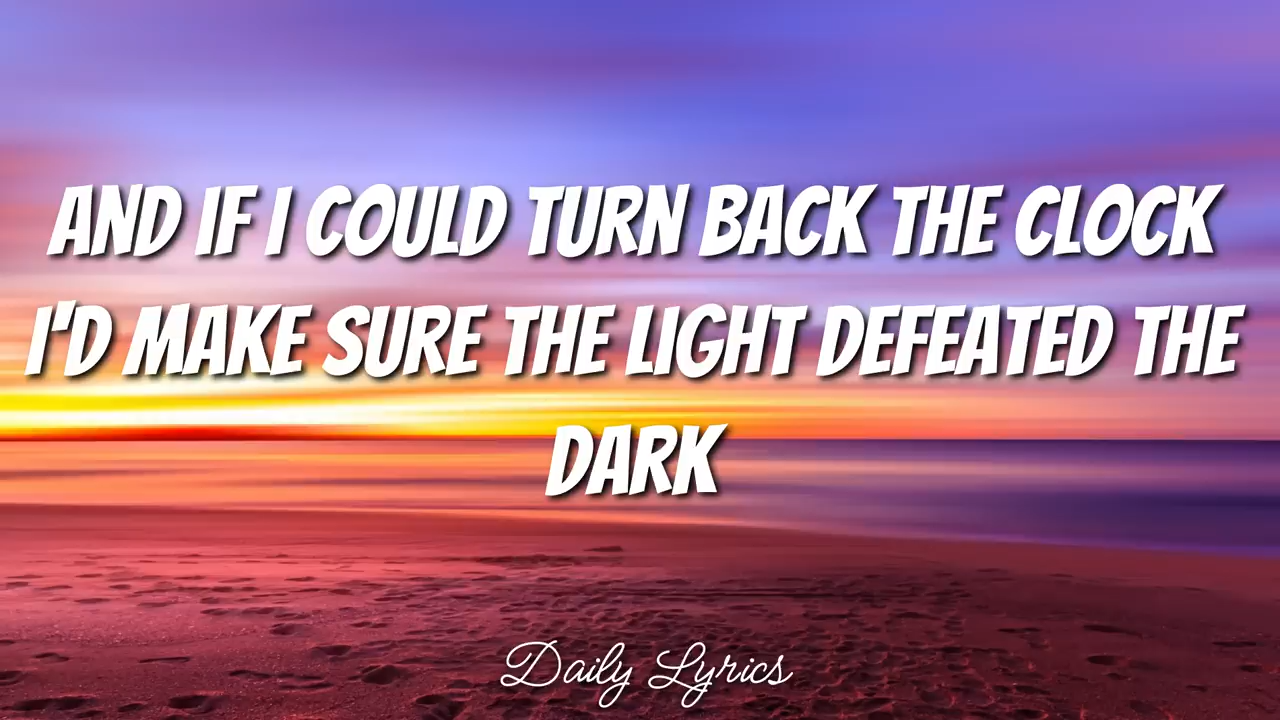 AND IF I COULD TURN BACK THE CLOCK
I'D MAKE SURE THE LIGHT DEFEATED THE
DARK
Daily Lyrics